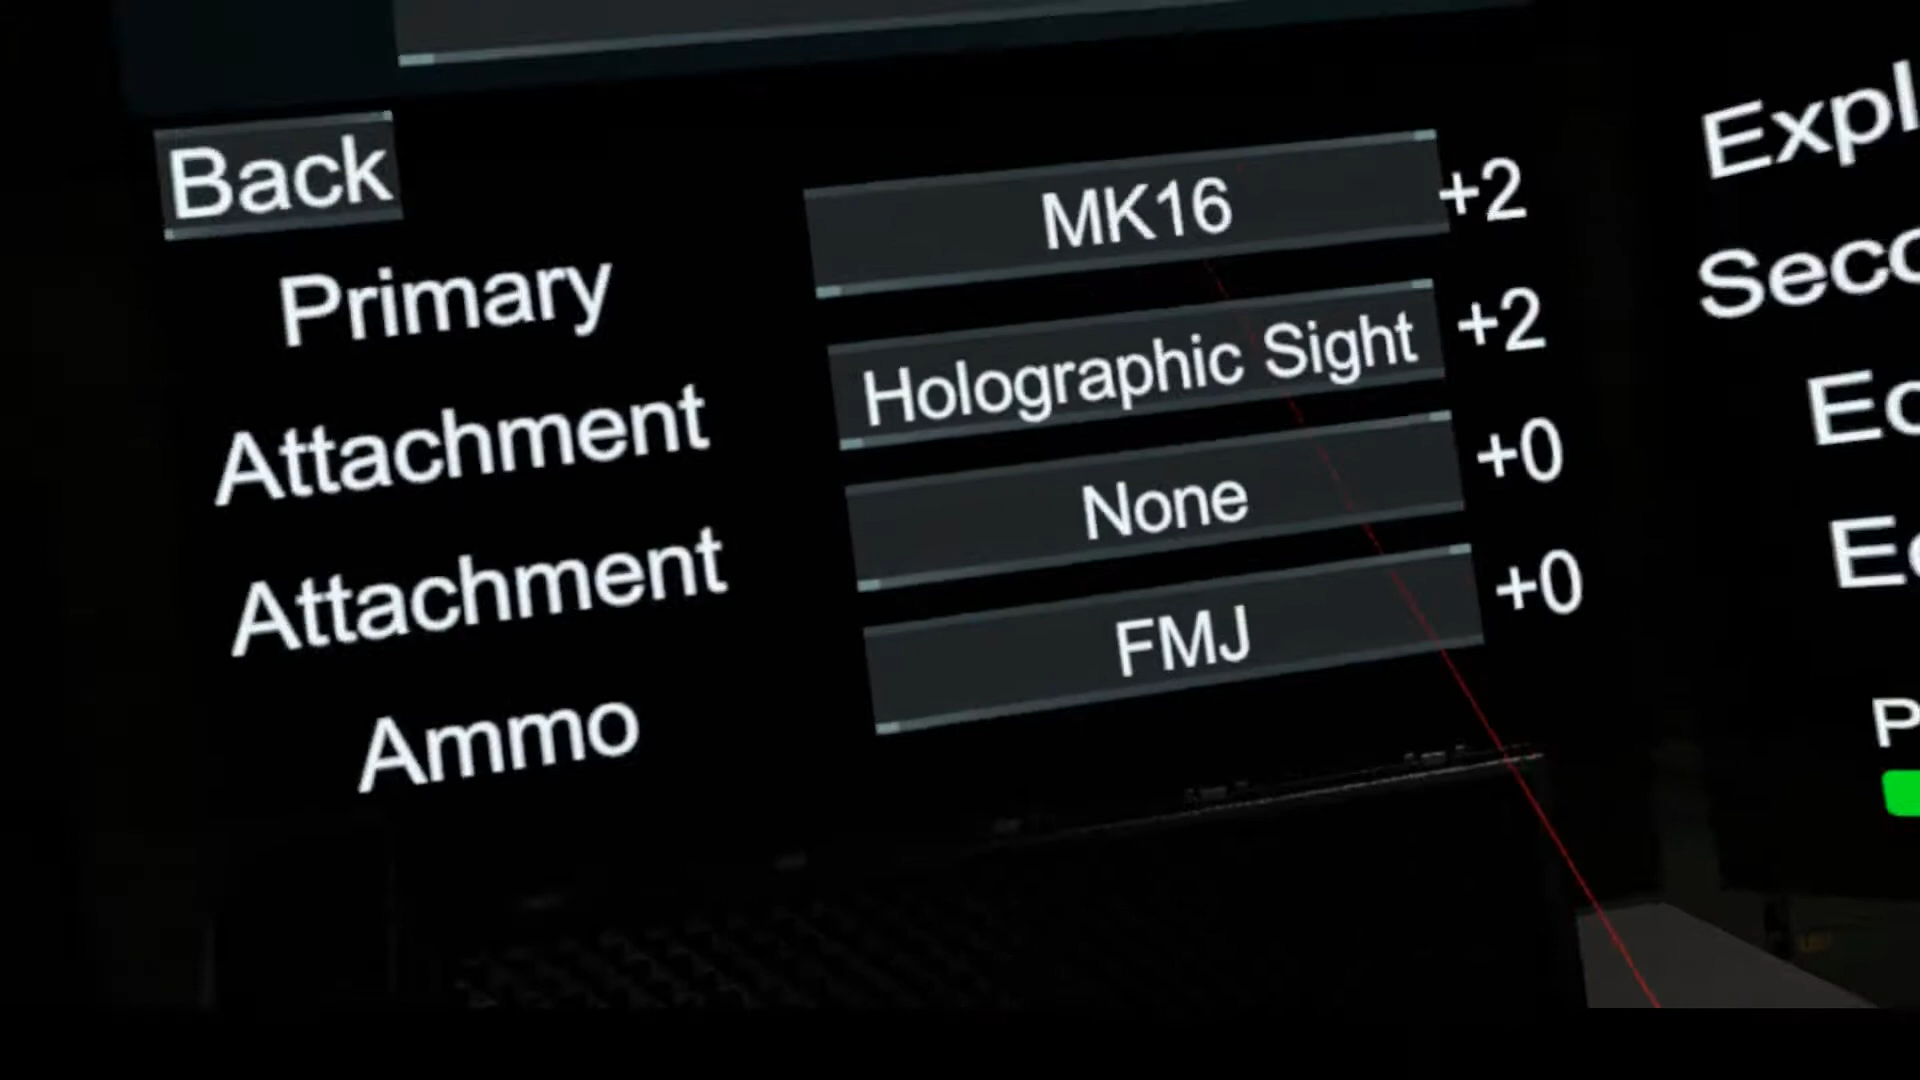 Back
Primary
MK16 +2
Attachment
Holographic Sight +2
Attachment
None +0
Ammo
FMJ +0